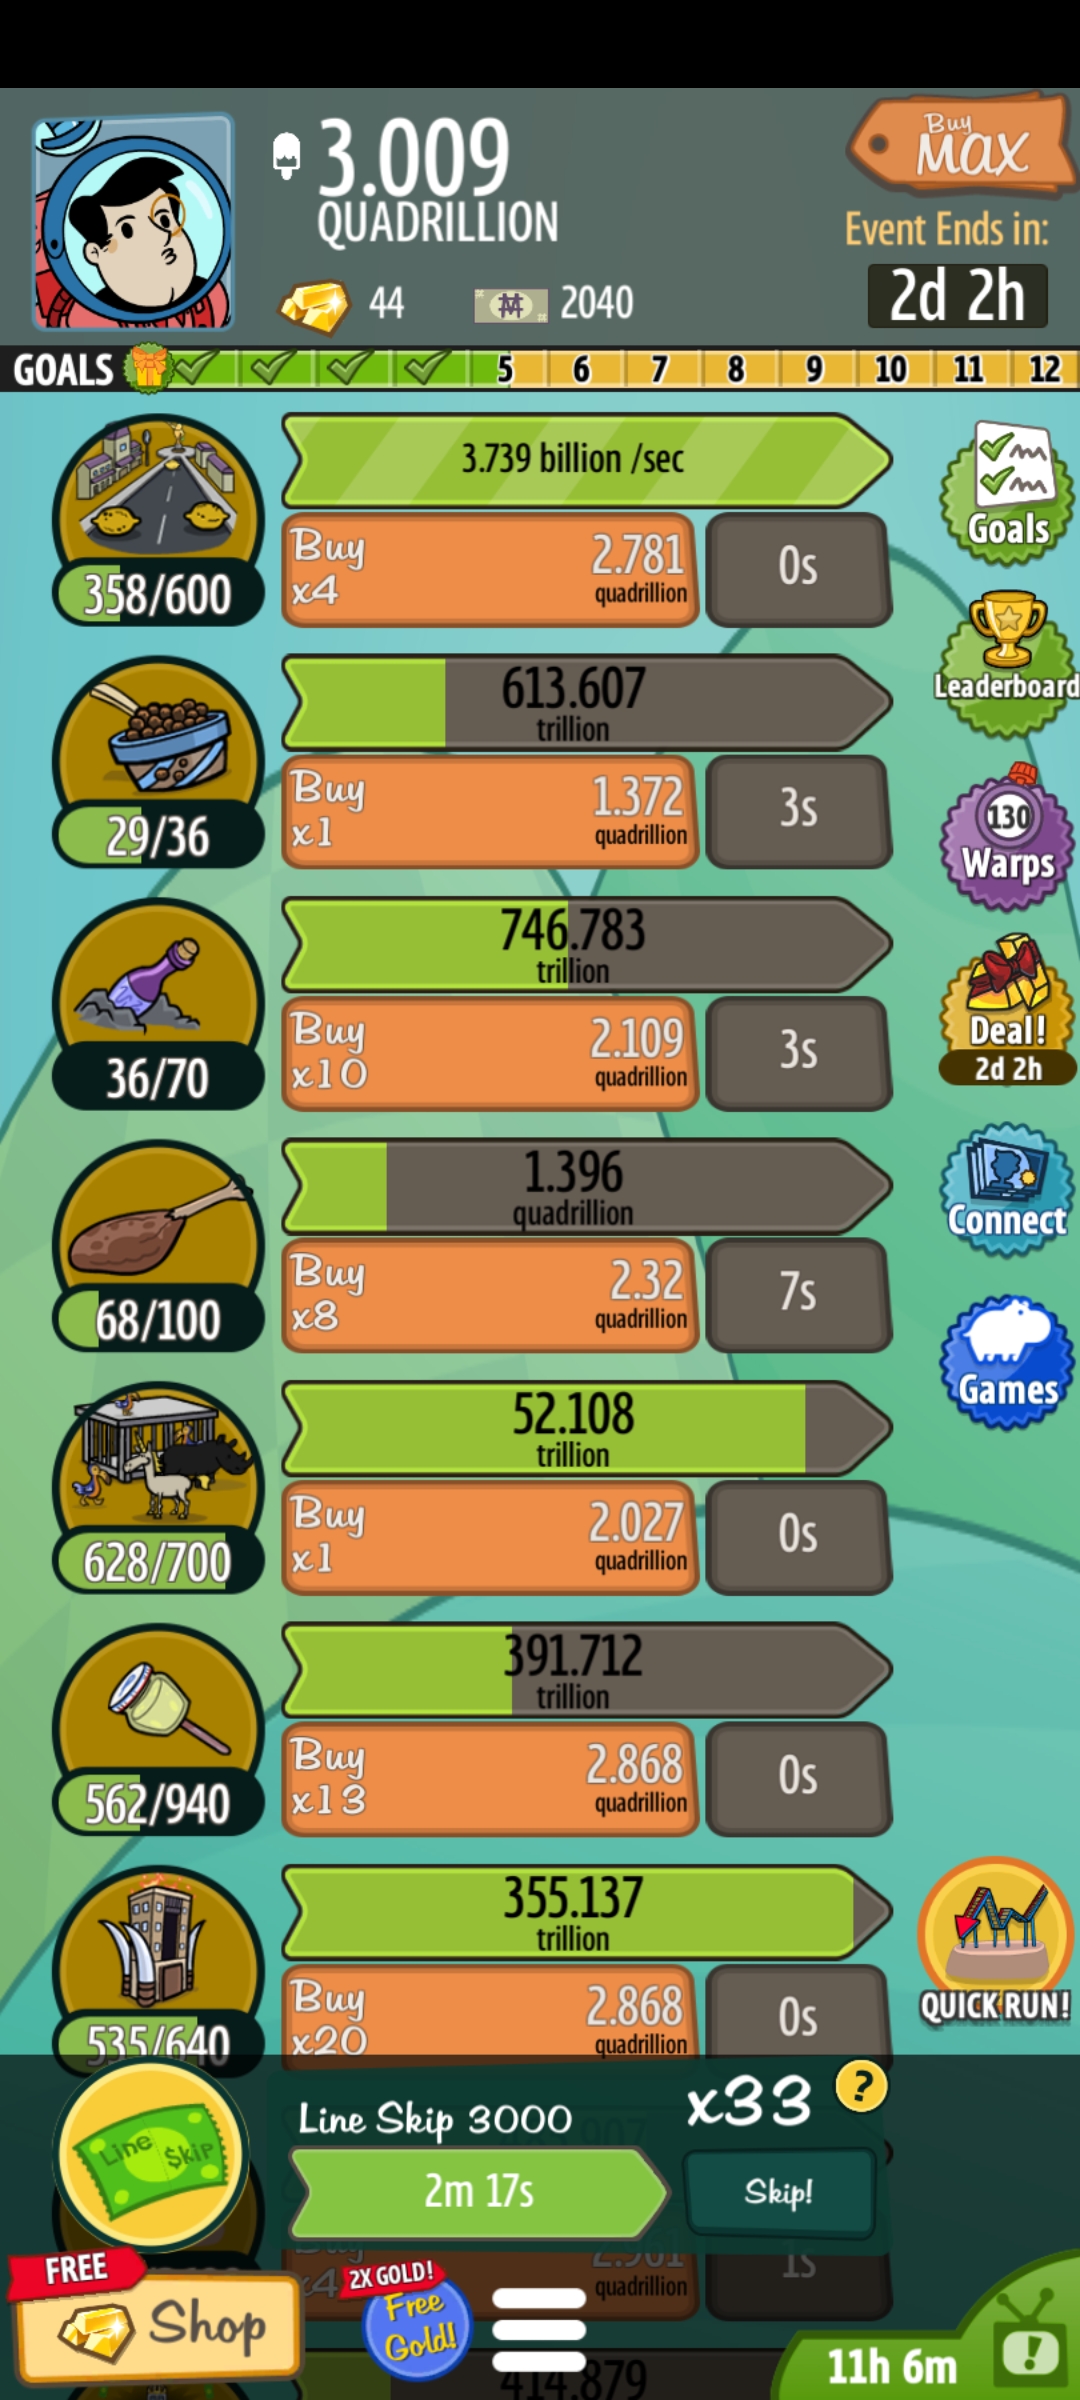 3.009
QUADRILLION
Buy
MAX
Event Ends in:
2d 2h
44
2040
GOALS
5
6
7
8
9
10
11
12
3.739 billion /sec
Buy
x4
2.781
quadrillion
0s
358/600
Goals
613.607
trillion
Buy
x1
1.372
quadrillion
3s
29/36
Leaderboard
130
Warps
746.783
trillion
Buy
x10
2.109
quadrillion
3s
36/70
Deal!
2d 2h
1.396
quadrillion
Buy
x8
2.32
quadrillion
7s
68/100
Connect
Games
52.108
trillion
Buy
x1
2.027
quadrillion
0s
628/700
391.712
trillion
Buy
x13
2.868
quadrillion
0s
562/940
355.137
trillion
Buy
x20
2.868
quadrillion
0s
535/640
QUICK RUN!
Line Skip
Line Skip 3000
x33
?
2m 17s
Skip!
Buy
x4
2.961
quadrillion
1s
FREE
Shop
2X GOLD!
Free
Gold!
414.879
11h 6m
!